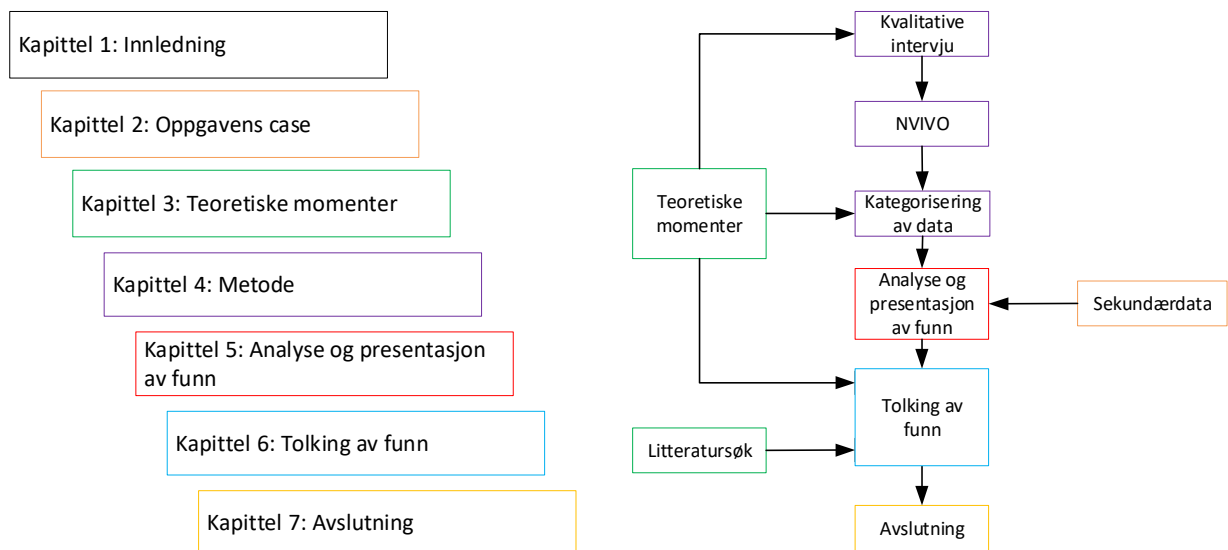 Kapittel 1: Innledning
Kapittel 2: Oppgavens case
Kapittel 3: Teoretiske momenter
Kapittel 4: Metode
Kapittel 5: Analyse og presentasjon
av funn
Kapittel 6: Tolking av funn
Kapittel 7: Avslutning
Kvalitative
intervju
NVIVO
Teoretiske
momenter
Kategorisering
av data
Analyse og
presentasjon
av funn
Sekundærdata
Tolking av
funn
Litteratursøk
Avslutning